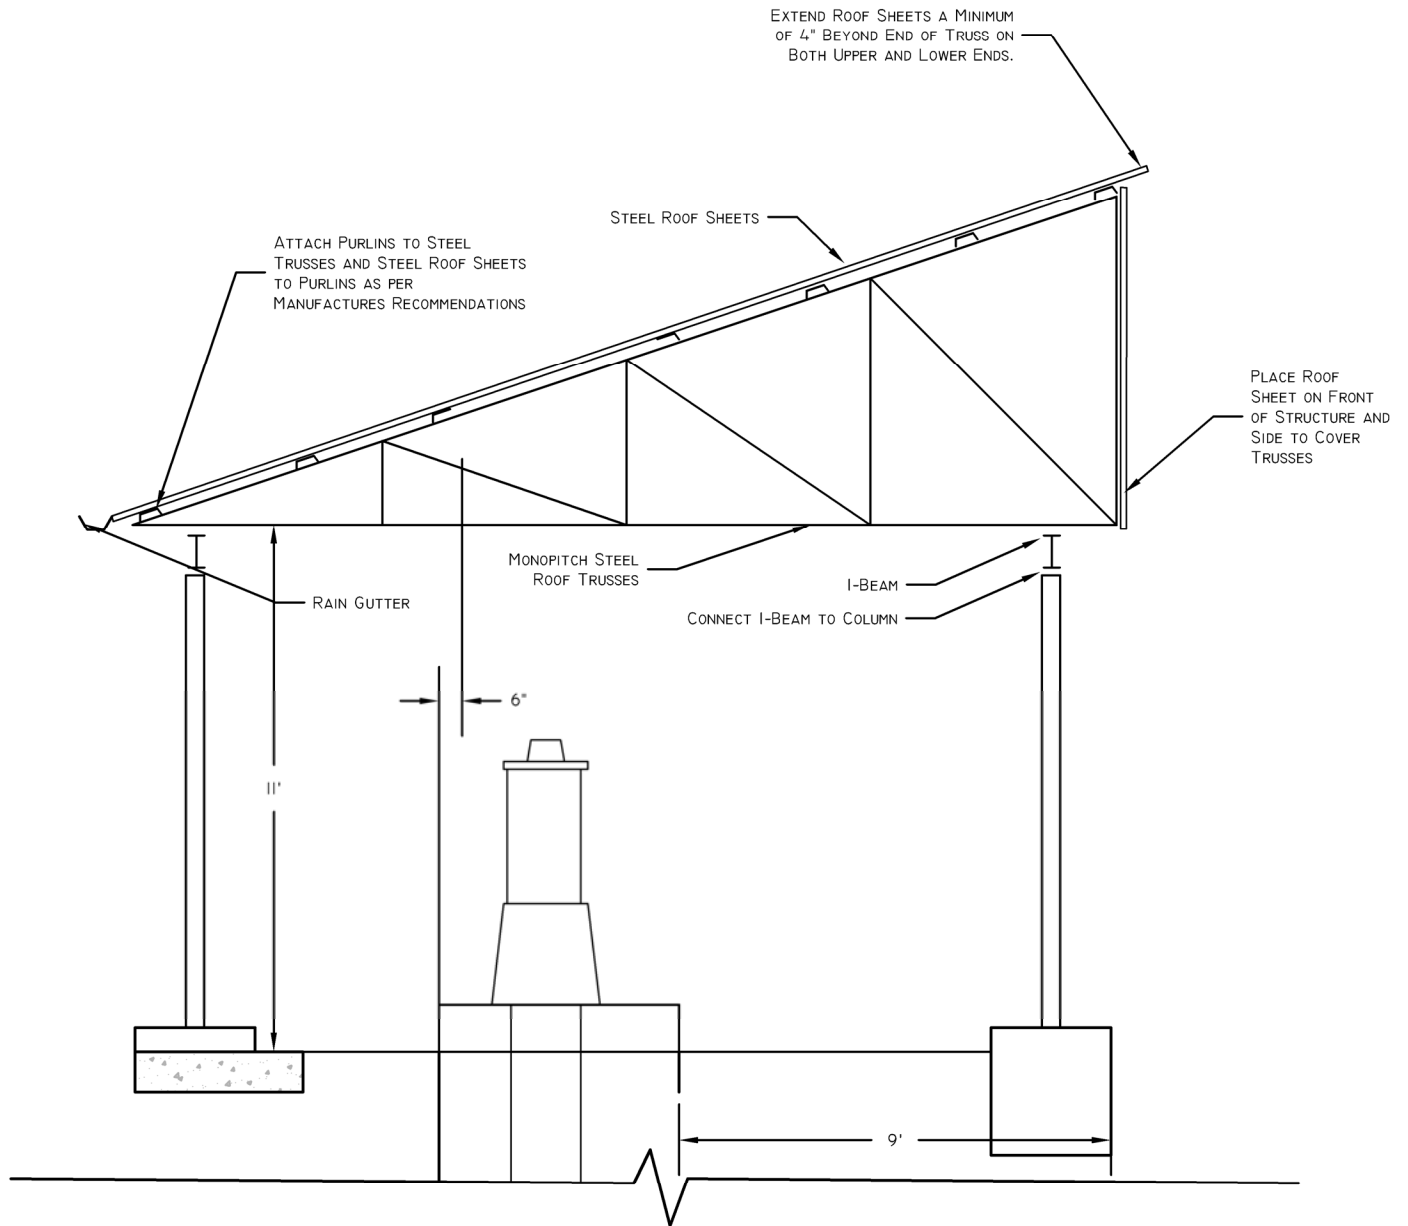 EXTEND ROOF SHEETS A MINIMUM
OF 4" BEYOND END OF TRUSS ON
BOTH UPPER AND LOWER ENDS.
STEEL ROOF SHEETS
ATTACH PURLINS TO STEEL
TRUSSES AND STEEL ROOF SHEETS
TO PURLINS AS PER
MANUFACTURES RECOMMENDATIONS
PLACE ROOF
SHEET ON FRONT
OF STRUCTURE AND
SIDE TO COVER
TRUSSES
MONOPITCH STEEL
ROOF TRUSSES
I-BEAM
RAIN GUTTER
CONNECT I-BEAM TO COLUMN
6"
11'
9'